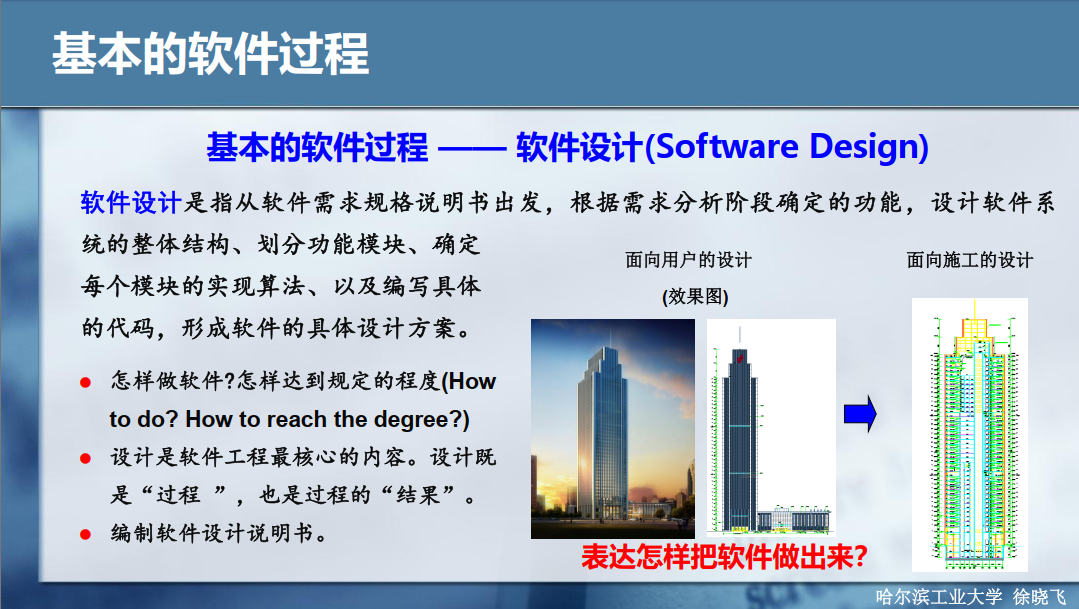 基本的软件过程
基本的软件过程 —— 软件设计(Software Design)
软件设计是指从软件需求规格说明书出发，根据需求分析阶段确定的功能，设计软件系
统的整体结构、划分功能模块、确定
每个模块的实现算法、以及编写具体
的代码，形成软件的具体设计方案。
● 怎样做软件?怎样达到规定的程度(How
to do? How to reach the degree?)
● 设计是软件工程最核心的内容。设计既
是“过程 ”，也是过程的“结果”。
● 编制软件设计说明书。
面向用户的设计
(效果图)
面向施工的设计
表达怎样把软件做出来?
哈尔滨工业大学 徐晓飞